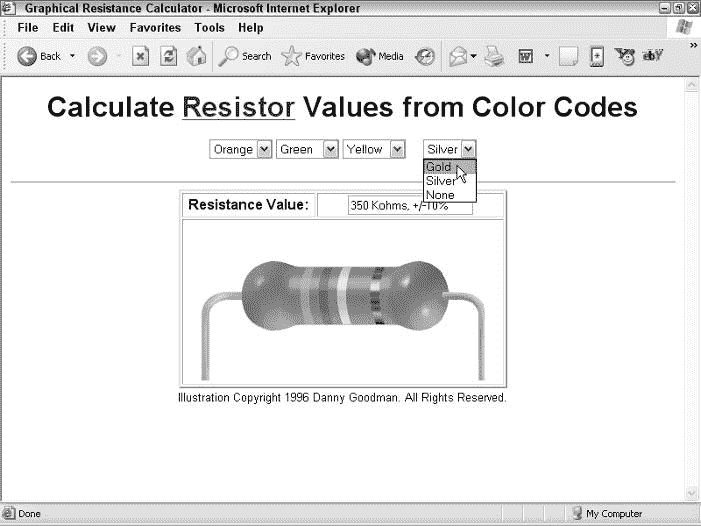 Graphical Resistance Calculator - Microsoft Internet Explorer
File Edit View Favorites Tools Help
Back Search Favorites Media
Calculate Resistor Values from Color Codes
Orange Green Yellow Silver
Gold
Silver
None
Resistance Value: 350 Kohms, +/-10%
Illustration Copyright 1996 Danny Goodman. All Rights Reserved.
Done My Computer